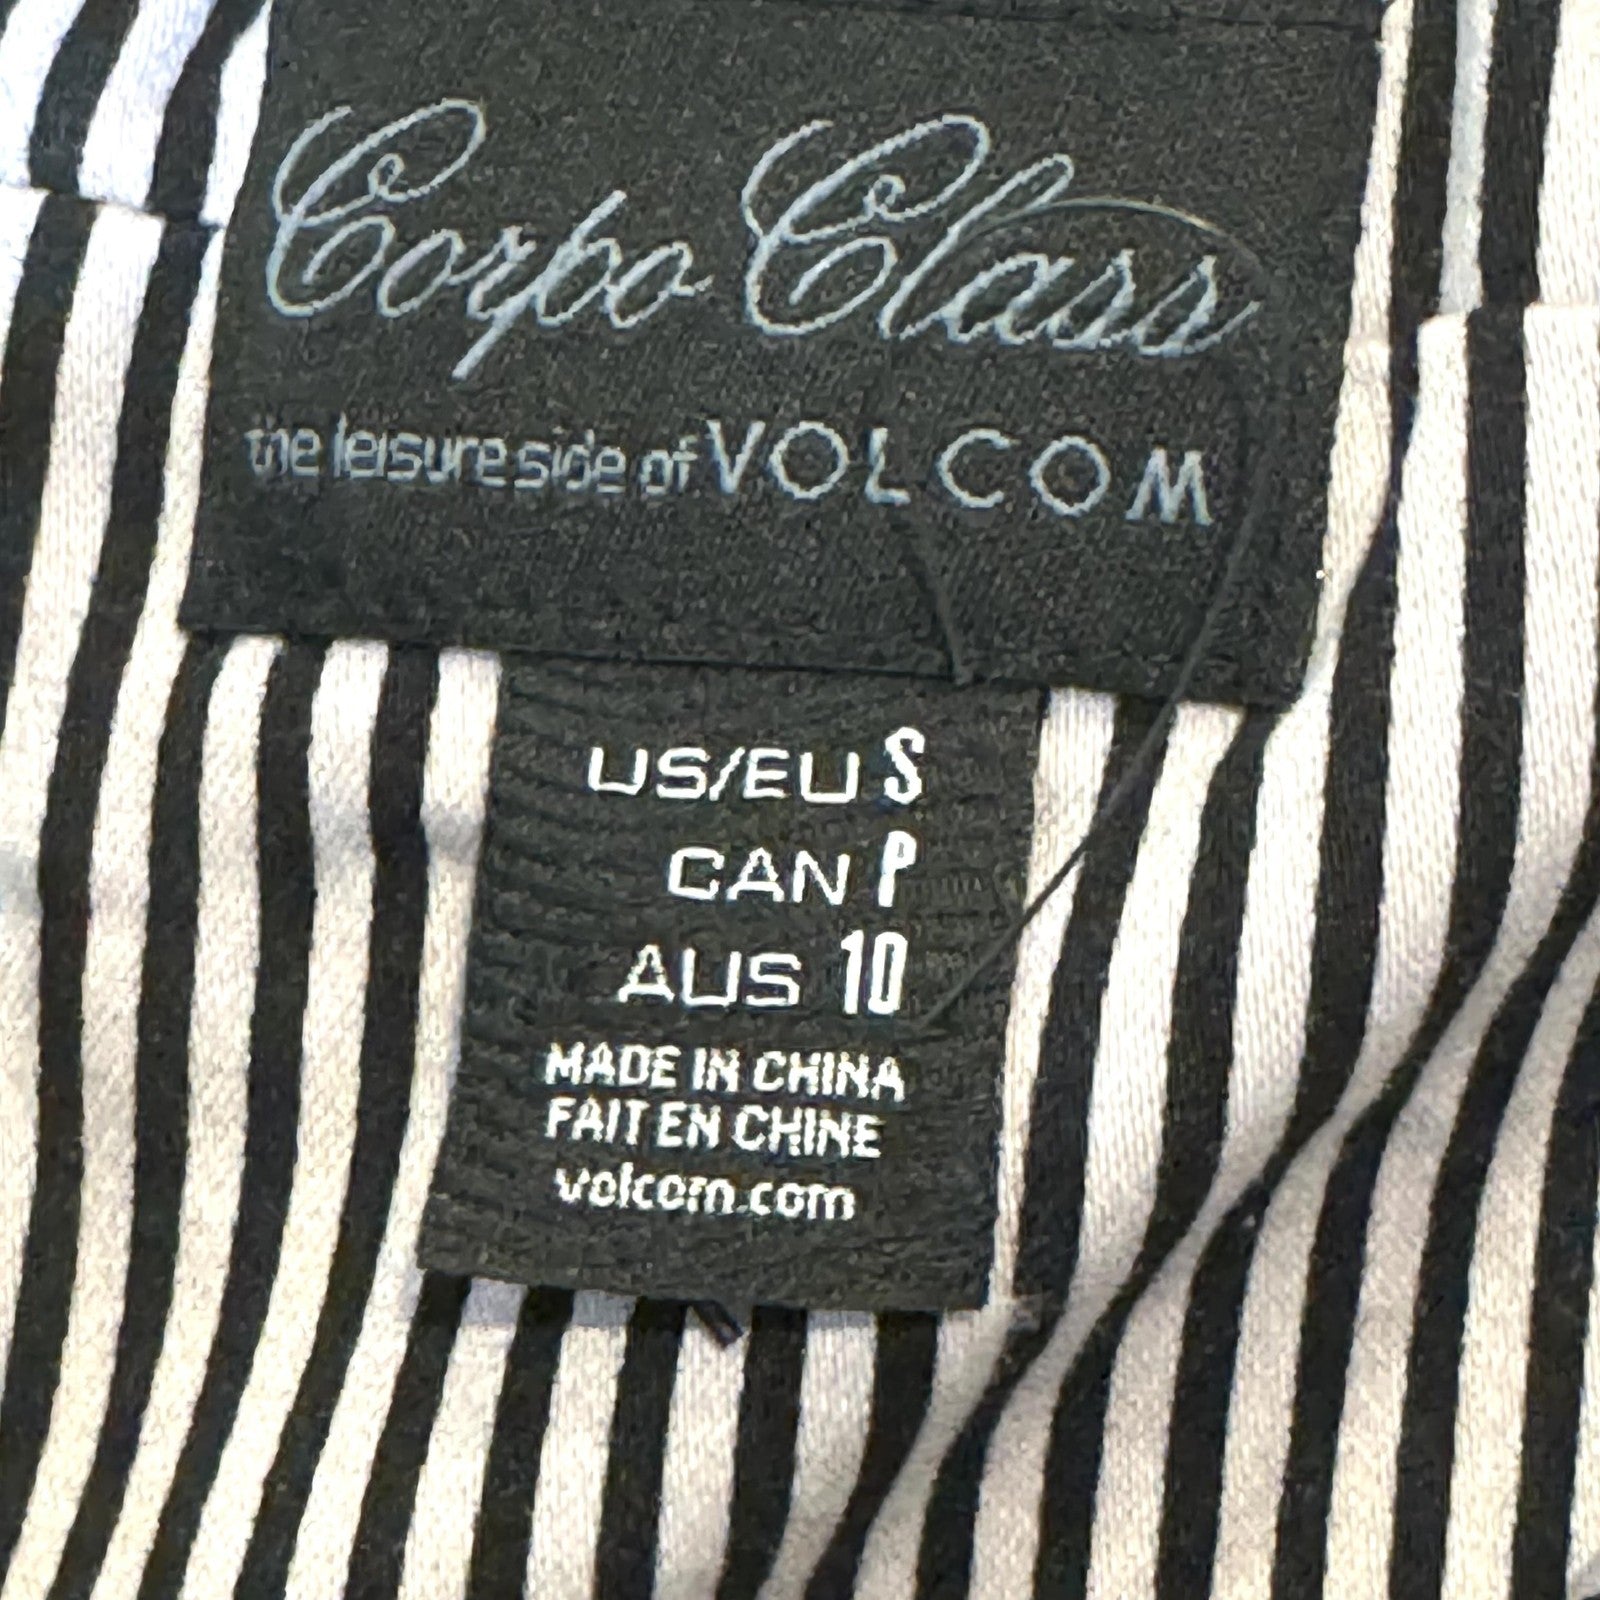 Corpo Class
the leisure side of VOLCOM
US/EU S
CAN P
AUS 10
MADE IN CHINA
FAIT EN CHINE
volcom.com